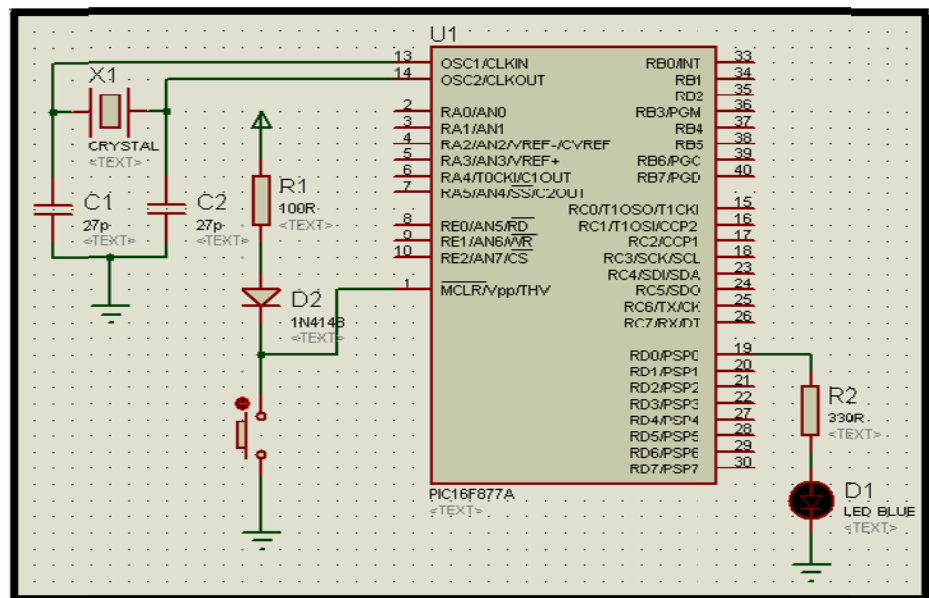 U1
13 OSC1/CLKIN
14 OSC2/CLKOUT
2 RA0/AN0
3 RA1/AN1
4 RA2/AN2/VREF-/CVREF
5 RA3/AN3/VREF+
6 RA4/T0CKI/C1OUT
7 RA5/AN4/SS/C2OUT
8 RE0/AN5/RD
9 RE1/AN6/WR
10 RE2/AN7/CS
1 MCLR/Vpp/THV
RB0/INT 33
RB1 34
RB2 35
RB3/PGM 36
RB4 37
RB5 38
RB6/PGC 39
RB7/PGD 40
RC0/T1OSO/T1CKI 15
RC1/T1OSI/CCP2 16
RC2/CCP1 17
RC3/SCK/SCL 18
RC4/SDI/SDA 23
RC5/SDO 24
RC6/TX/CK 25
RC7/RX/DT 26
RD0/PSP0 19
RD1/PSP1 20
RD2/PSP2 21
RD3/PSP3 22
RD4/PSP4 27
RD5/PSP5 28
RD6/PSP6 29
RD7/PSP7 30
PIC16F877A
<TEXT>
X1
CRYSTAL
<TEXT>
C1
27p
<TEXT>
C2
27p
<TEXT>
R1
100R
<TEXT>
D2
1N4148
<TEXT>
R2
330R
<TEXT>
D1
LED BLUE
<TEXT>